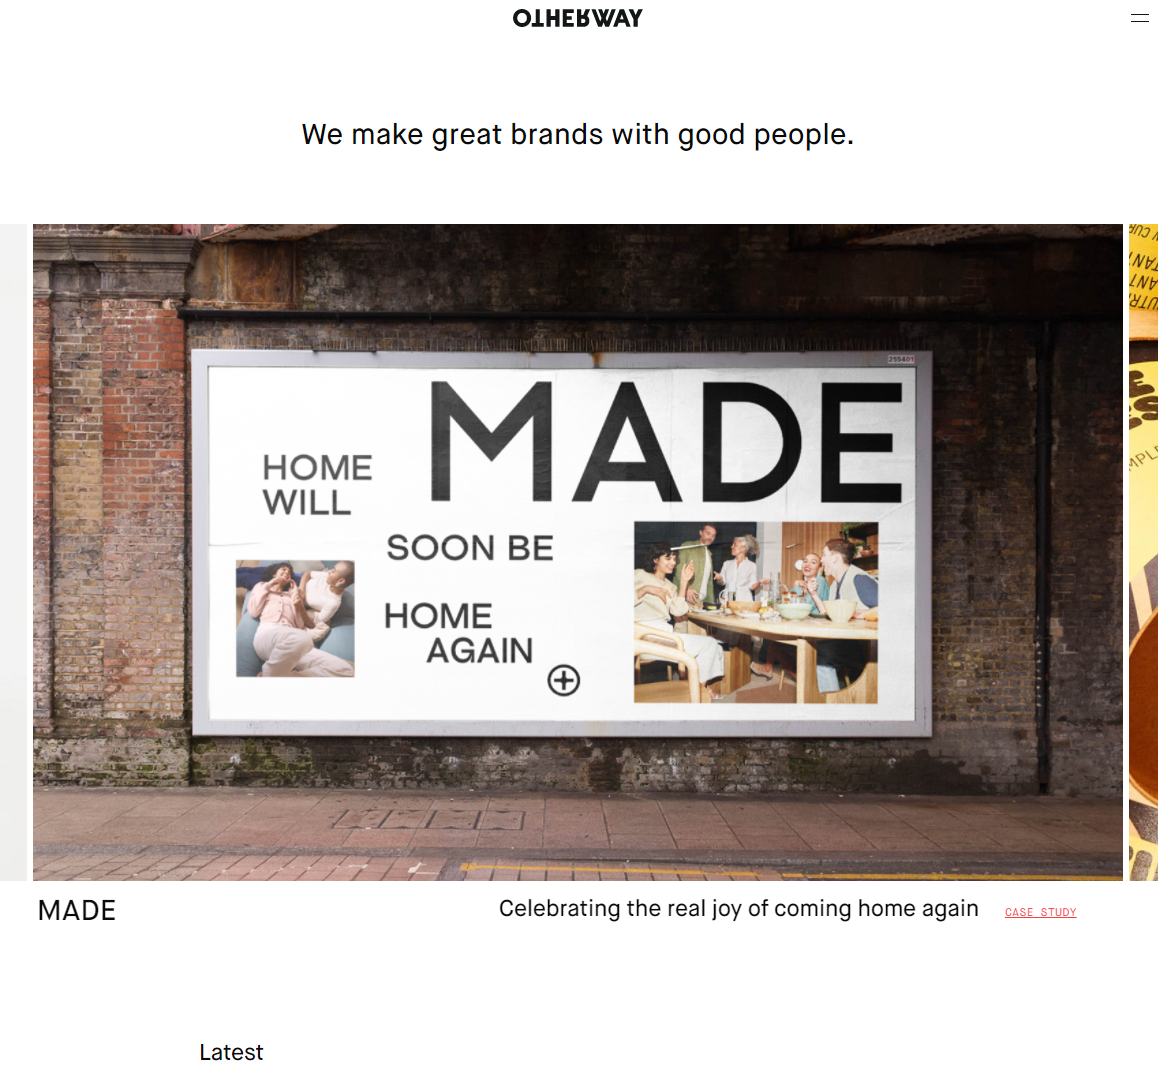 OTHERWAY
We make great brands with good people.
MADE
HOME
WILL
SOON BE
HOME
AGAIN
MADE
Celebrating the real joy of coming home again
CASE STUDY
Latest